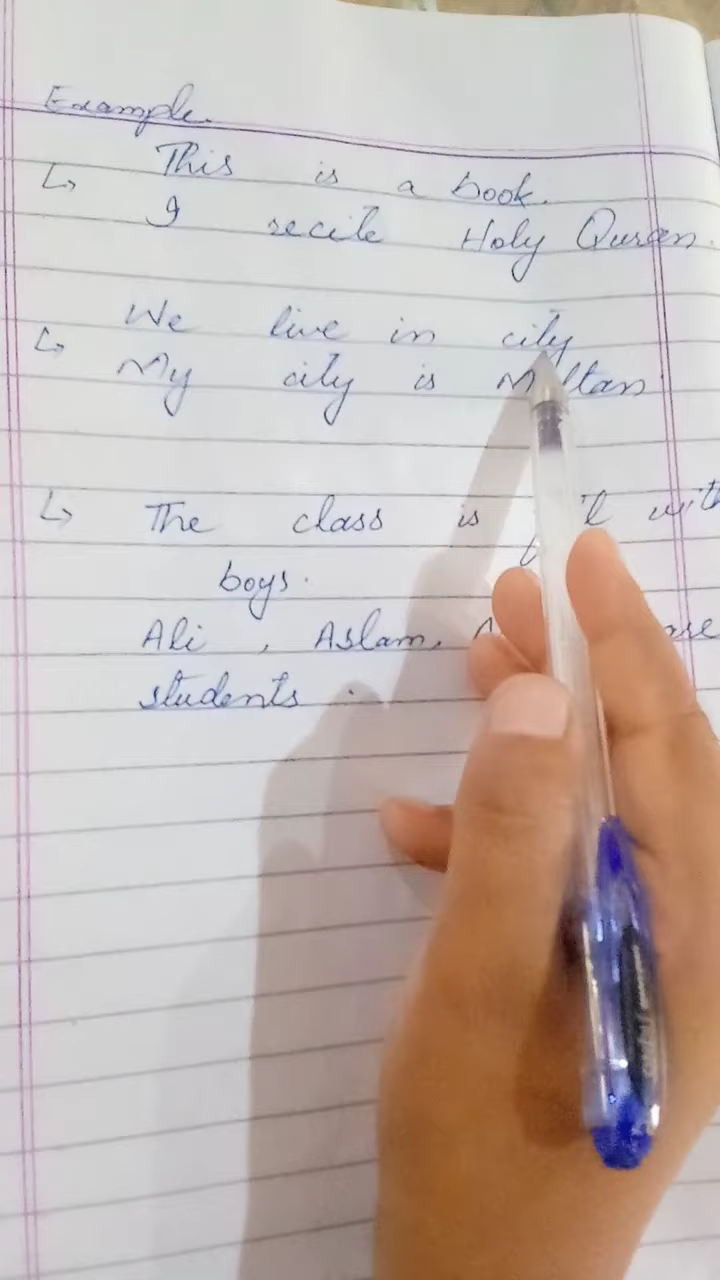 Example.
↳ This is a book.
I recite Holy Quran.
↳ We live in city
My city is Multan
↳ The class is with
boys.
Ali, Aslam,
students.